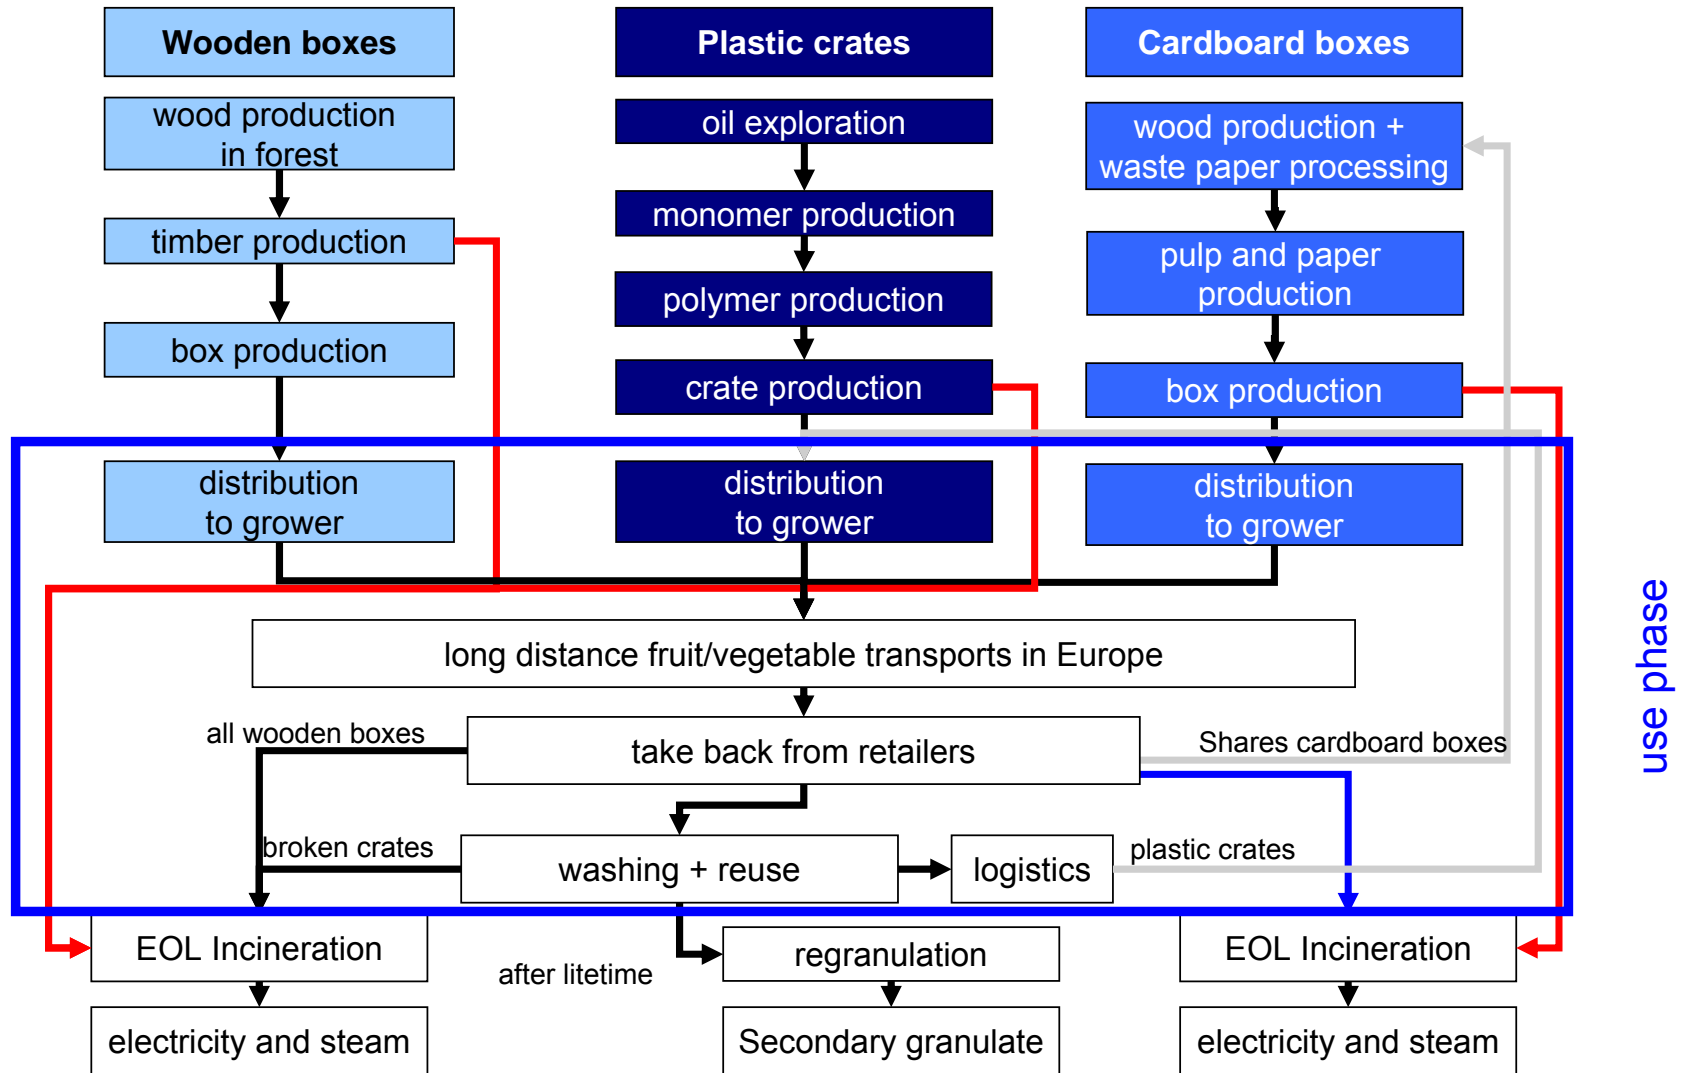 Wooden boxes
Plastic crates
Cardboard boxes
wood production
in forest
oil exploration
wood production +
waste paper processing
timber production
monomer production
pulp and paper
production
polymer production
box production
crate production
box production
distribution
to grower
distribution
to grower
distribution
to grower
use phase
long distance fruit/vegetable transports in Europe
all wooden boxes
take back from retailers
Shares cardboard boxes
broken crates
washing + reuse
logistics
plastic crates
EOL Incineration
after litetime
regranulation
EOL Incineration
electricity and steam
Secondary granulate
electricity and steam